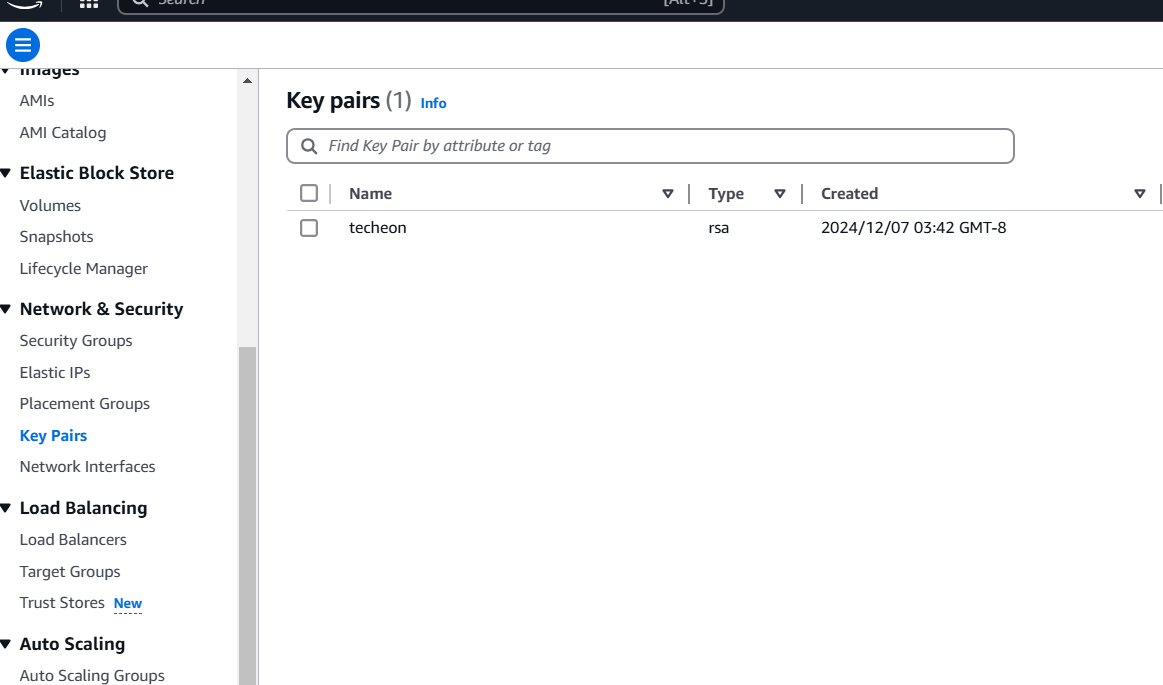 Search [Alt+S]
Images
AMIs
AMI Catalog
Elastic Block Store
Volumes
Snapshots
Lifecycle Manager
Network & Security
Security Groups
Elastic IPs
Placement Groups
Key Pairs
Network Interfaces
Load Balancing
Load Balancers
Target Groups
Trust Stores New
Auto Scaling
Auto Scaling Groups
Key pairs (1) Info
Find Key Pair by attribute or tag
Name Type Created
techeon rsa 2024/12/07 03:42 GMT-8